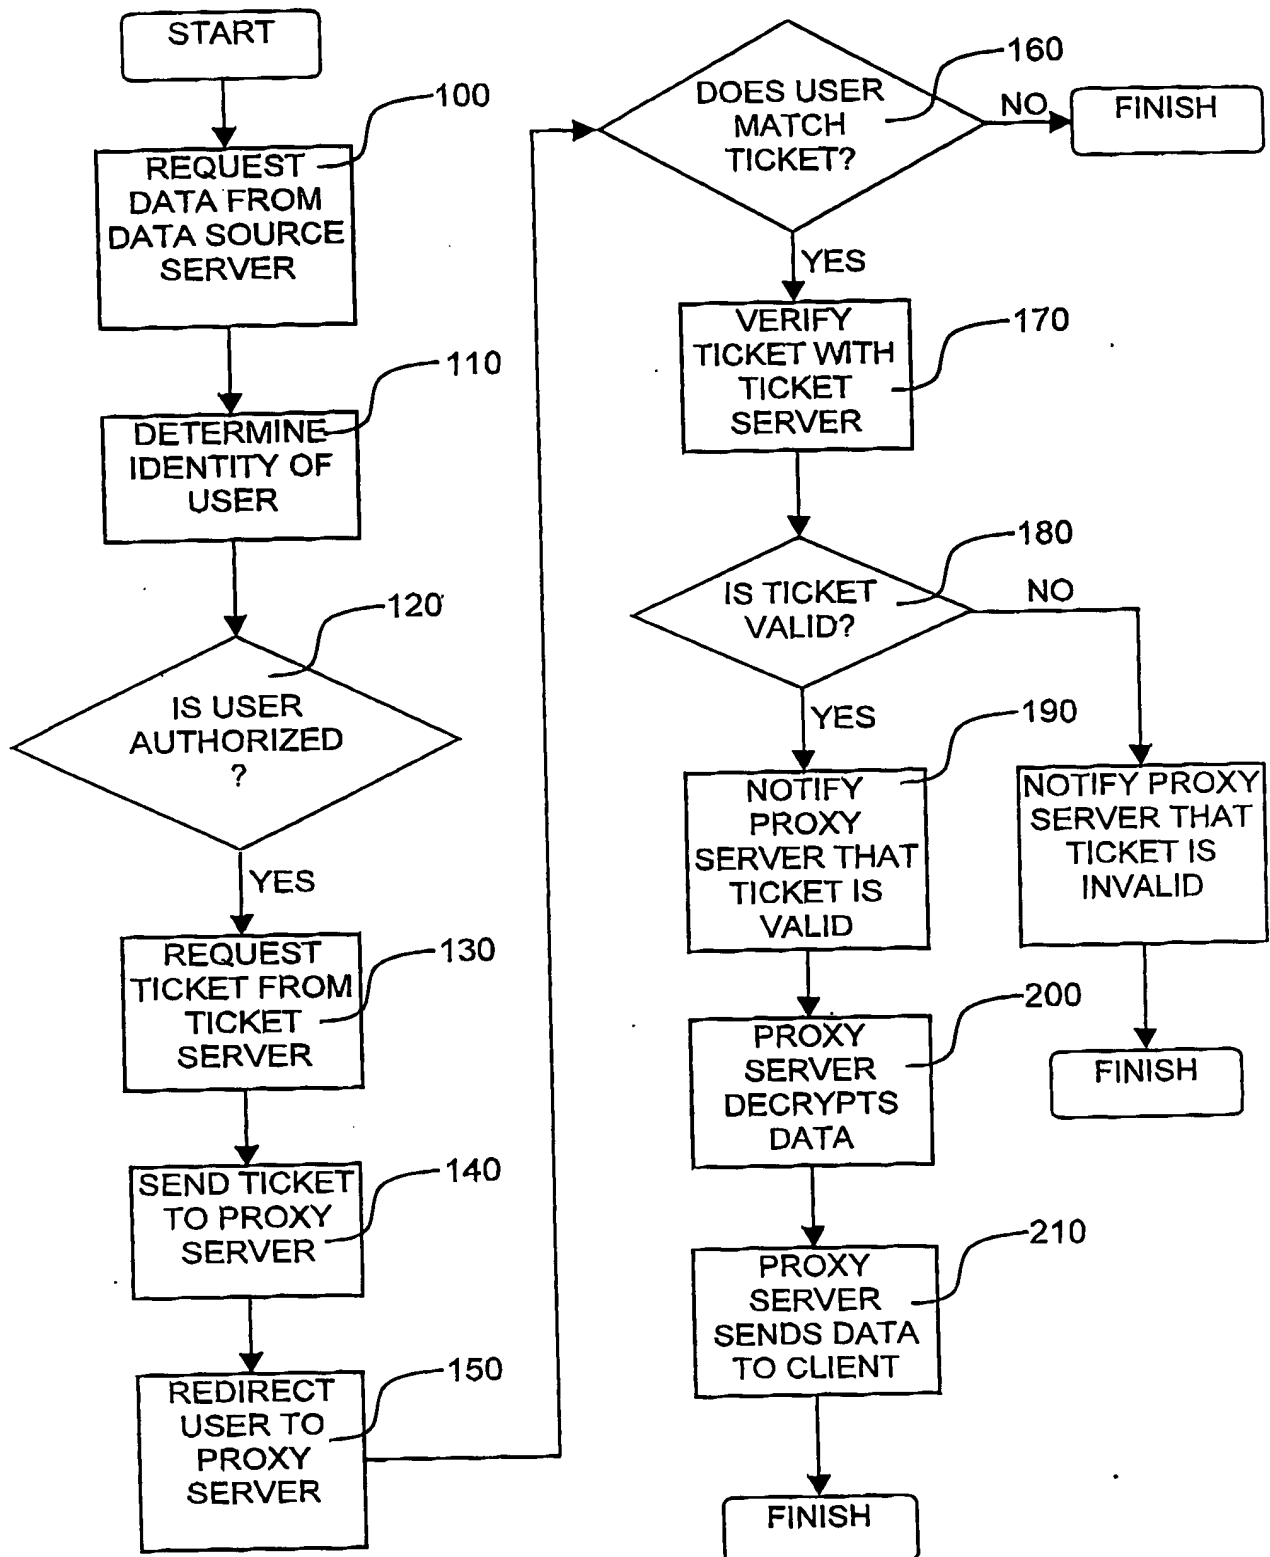 START
100
REQUEST
DATA FROM
DATA SOURCE
SERVER
110
DETERMINE
IDENTITY OF
USER
120
IS USER
AUTHORIZED
?
YES
130
REQUEST
TICKET FROM
TICKET
SERVER
140
SEND TICKET
TO PROXY
SERVER
150
REDIRECT
USER TO
PROXY
SERVER
160
DOES USER
MATCH
TICKET?
NO
FINISH
YES
170
VERIFY
TICKET WITH
TICKET
SERVER
180
IS TICKET
VALID?
NO
YES
190
NOTIFY
PROXY
SERVER THAT
TICKET IS
VALID
NOTIFY PROXY
SERVER THAT
TICKET IS
INVALID
200
PROXY
SERVER
DECRYPTS
DATA
FINISH
210
PROXY
SERVER
SENDS DATA
TO CLIENT
FINISH